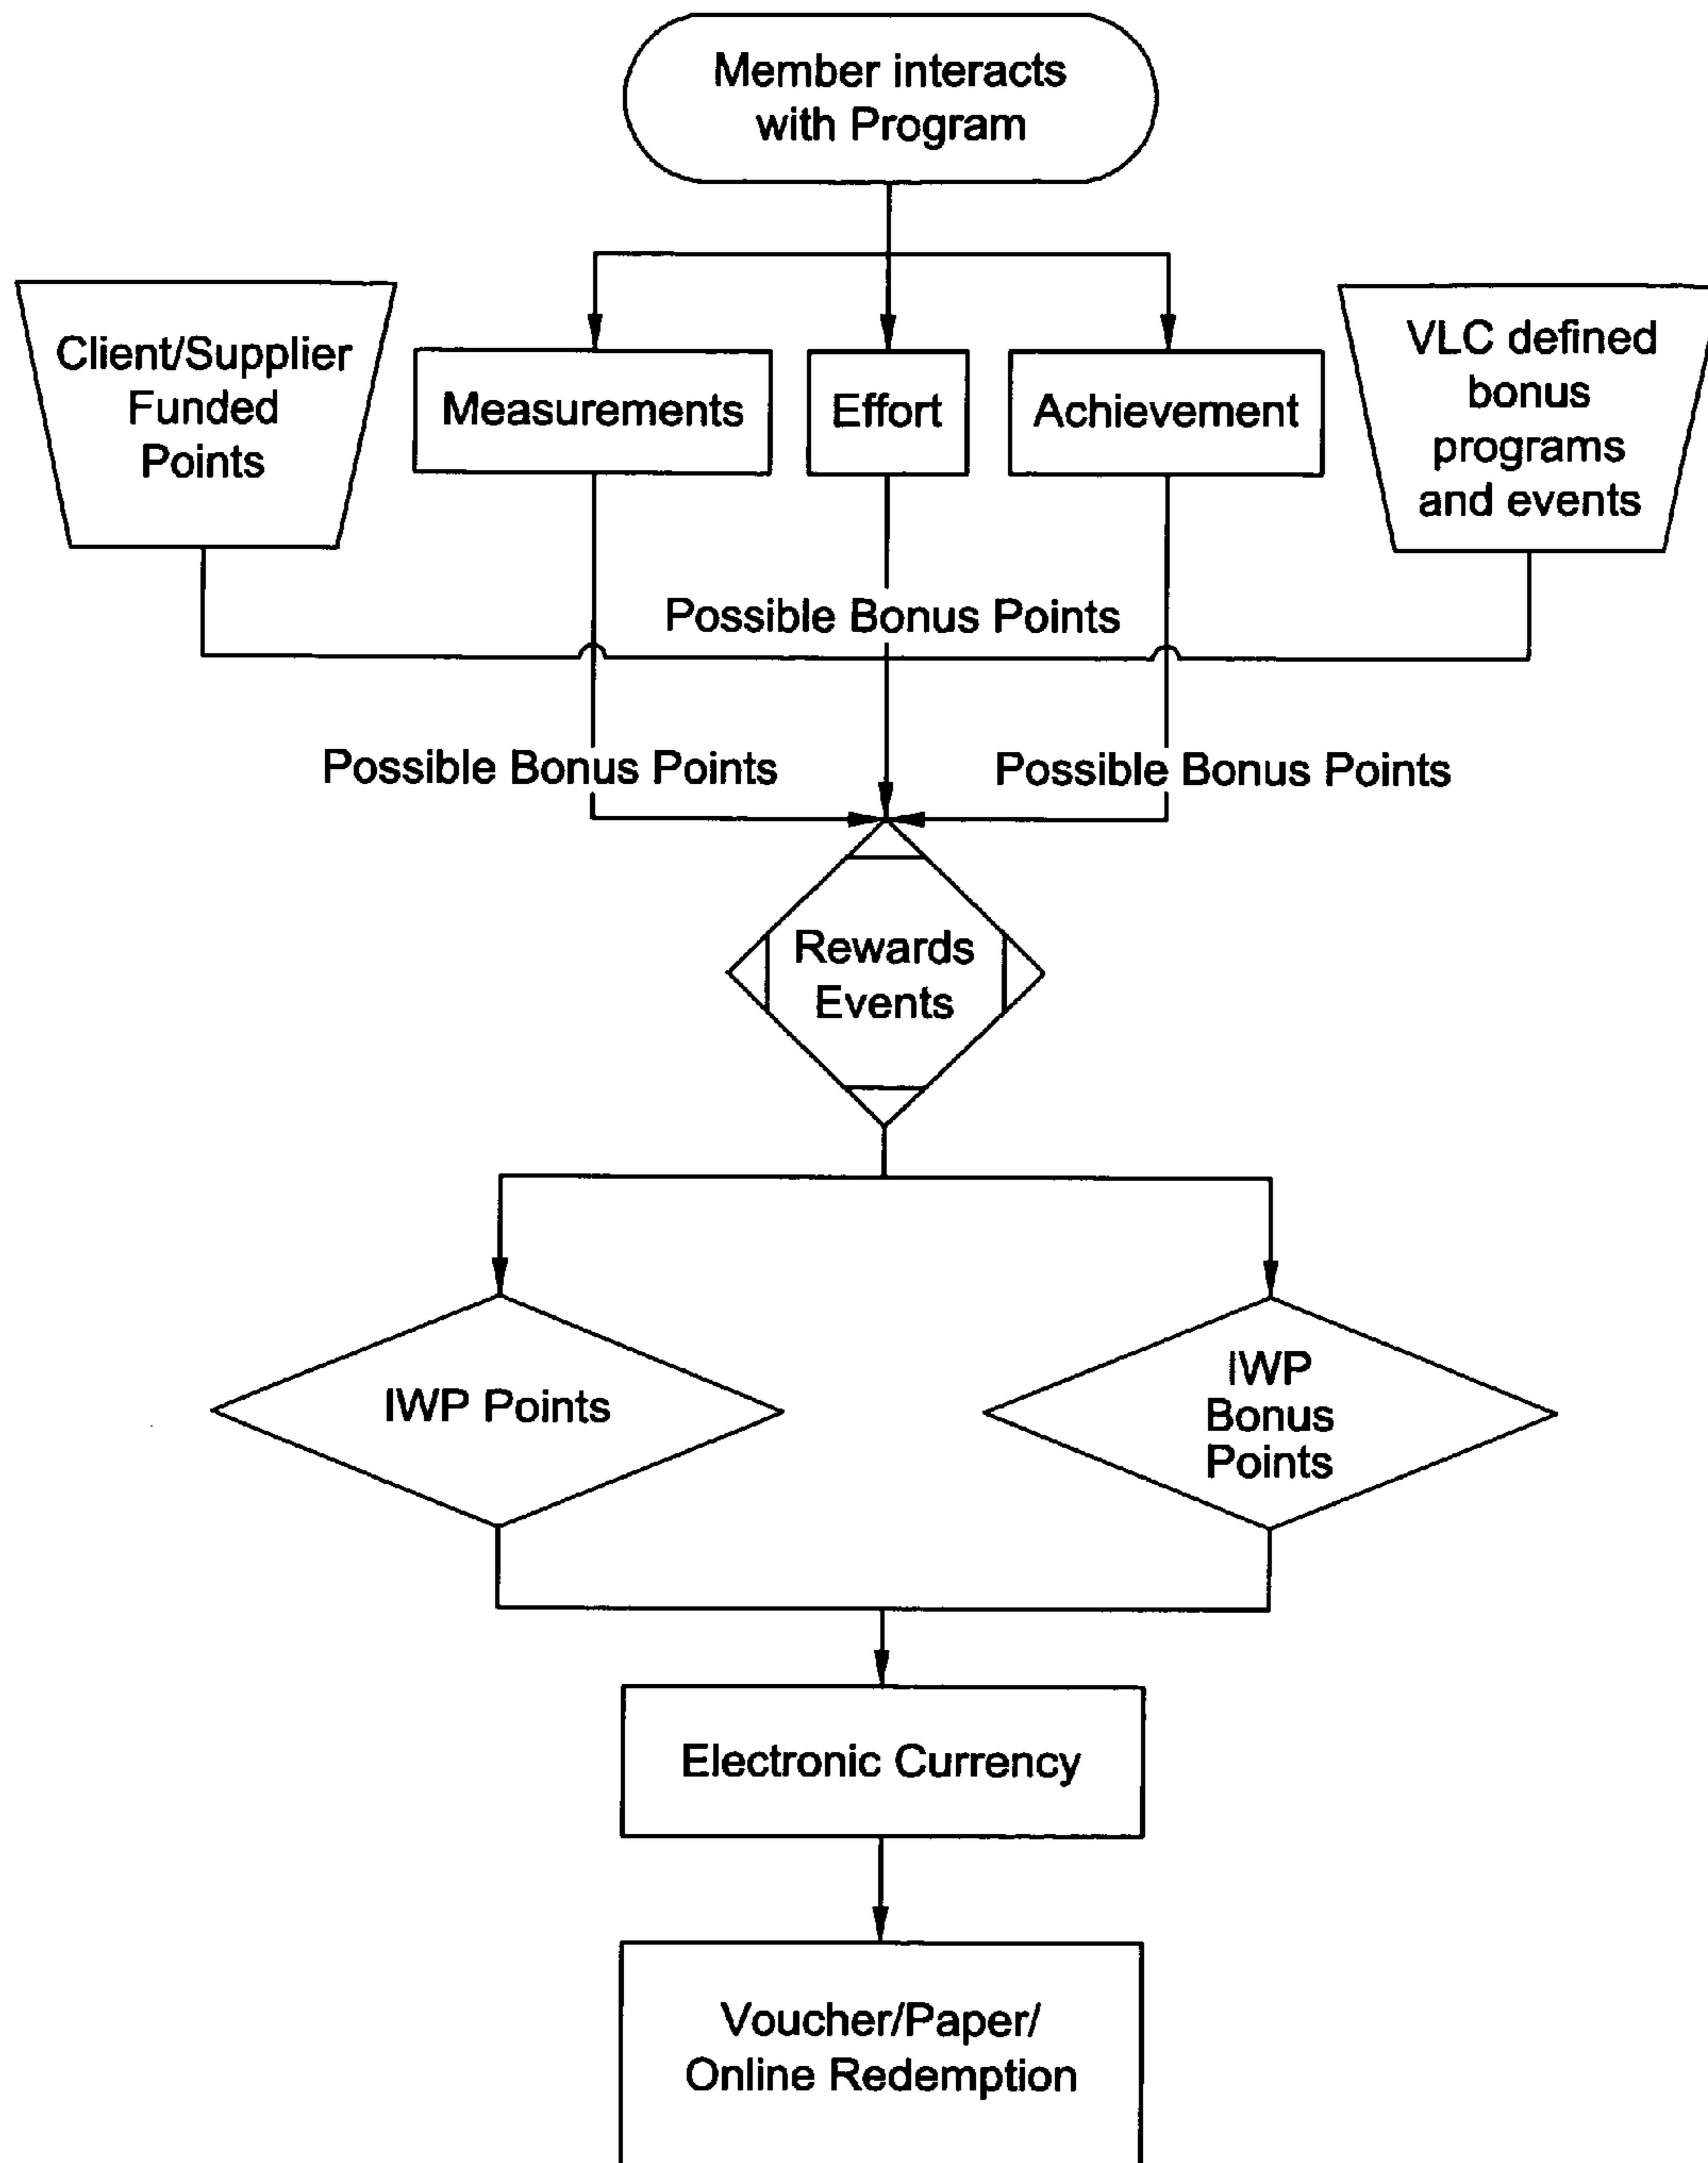 Member interacts
with Program
Client/Supplier
Funded
Points
Measurements
Effort
Achievement
VLC defined
bonus
programs
and events
Possible Bonus Points
Possible Bonus Points
Possible Bonus Points
Rewards
Events
IWP Points
IWP
Bonus
Points
Electronic Currency
Voucher/Paper/
Online Redemption